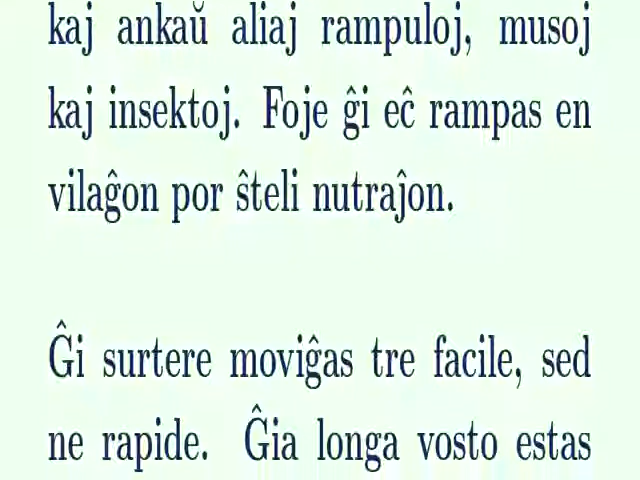 kaj ankaŭ aliaj rampuloj, musoj
kaj insektoj. Foje ĝi eĉ rampas en
vilaĝon por ŝteli nutraĵon.
Ĝi surtere moviĝas tre facile, sed
ne rapide. Ĝia longa vosto estas